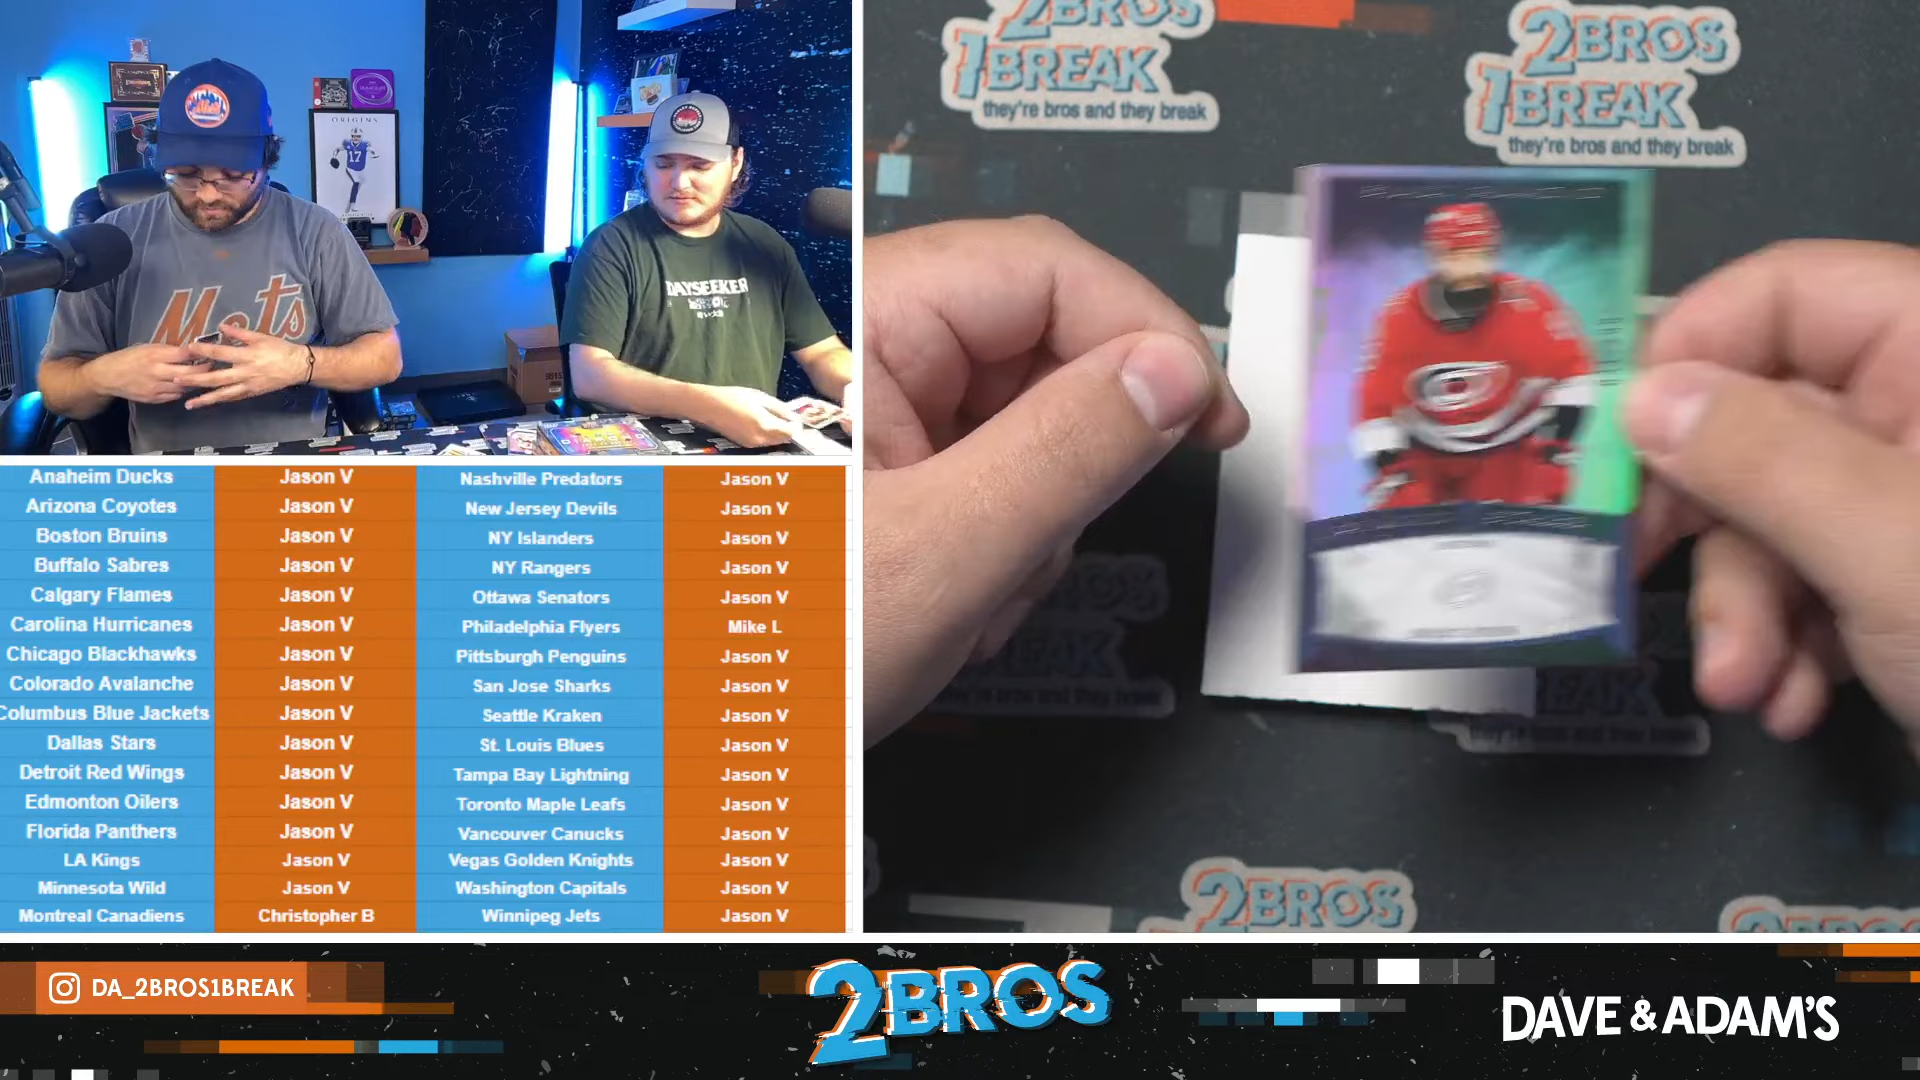 ORIGINS
17
Mets
DAYSEEKER
Anaheim Ducks Jason V Nashville Predators Jason V
Arizona Coyotes Jason V New Jersey Devils Jason V
Boston Bruins Jason V NY Islanders Jason V
Buffalo Sabres Jason V NY Rangers Jason V
Calgary Flames Jason V Ottawa Senators Jason V
Carolina Hurricanes Jason V Philadelphia Flyers Mike L
Chicago Blackhawks Jason V Pittsburgh Penguins Jason V
Colorado Avalanche Jason V San Jose Sharks Jason V
Columbus Blue Jackets Jason V Seattle Kraken Jason V
Dallas Stars Jason V St. Louis Blues Jason V
Detroit Red Wings Jason V Tampa Bay Lightning Jason V
Edmonton Oilers Jason V Toronto Maple Leafs Jason V
Florida Panthers Jason V Vancouver Canucks Jason V
LA Kings Jason V Vegas Golden Knights Jason V
Minnesota Wild Jason V Washington Capitals Jason V
Montreal Canadiens Christopher B Winnipeg Jets Jason V
2BROS
1BREAK
they're bros and they break
2BROS
1BREAK
they're bros and they break
2BROS
DA_2BROS1BREAK
2BROS
DAVE & ADAM'S